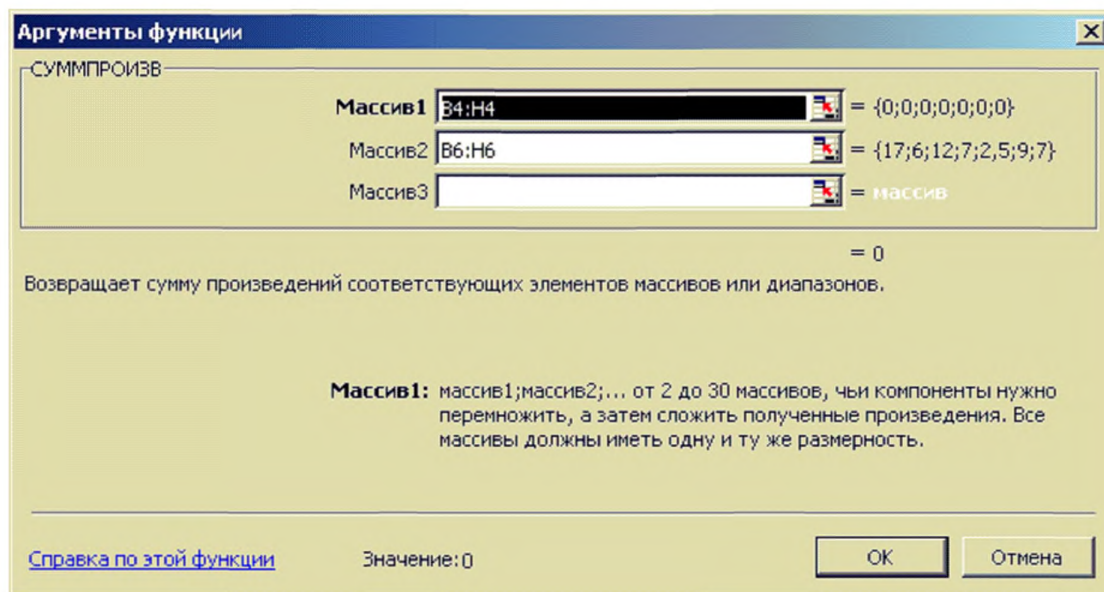 Аргументы функции
СУММПРОИЗВ
Массив1 B4:H4 = {0;0;0;0;0;0;0}
Массив2 B6:H6 = {17;6;12;7;2,5;9;7}
Массив3 = массив
= 0
Возвращает сумму произведений соответствующих элементов массивов или диапазонов.
Массив1: массив1;массив2;... от 2 до 30 массивов, чьи компоненты нужно
перемножить, а затем сложить полученные произведения. Все
массивы должны иметь одну и ту же размерность.
Справка по этой функции Значение:0 ОК Отмена